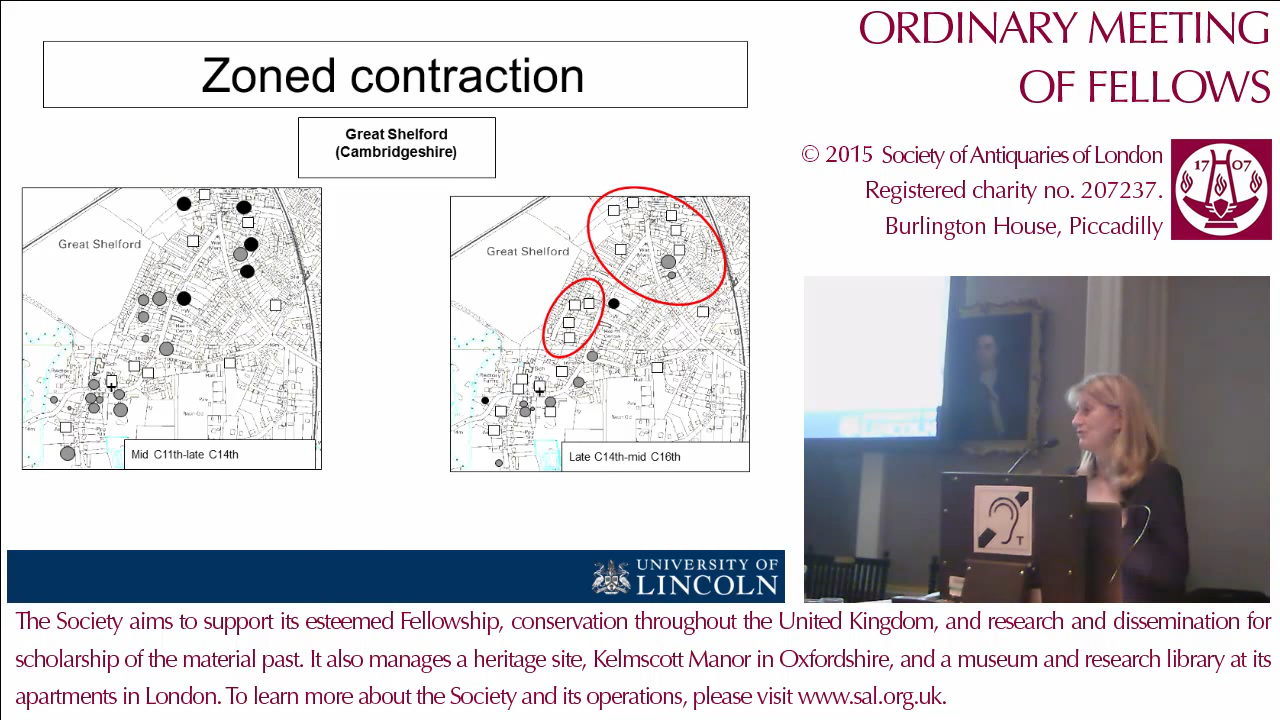 Zoned contraction
Great Shelford
(Cambridgeshire)
Great Shelford
Mid C11th-late C14th
Great Shelford
Late C14th-mid C16th
UNIVERSITY OF
LINCOLN
ORDINARY MEETING
OF FELLOWS
© 2015 Society of Antiquaries of London
Registered charity no. 207237.
Burlington House, Piccadilly
17 07
T
The Society aims to support its esteemed Fellowship, conservation throughout the United Kingdom, and research and dissemination for
scholarship of the material past. It also manages a heritage site, Kelmscott Manor in Oxfordshire, and a museum and research library at its
apartments in London. To learn more about the Society and its operations, please visit www.sal.org.uk.